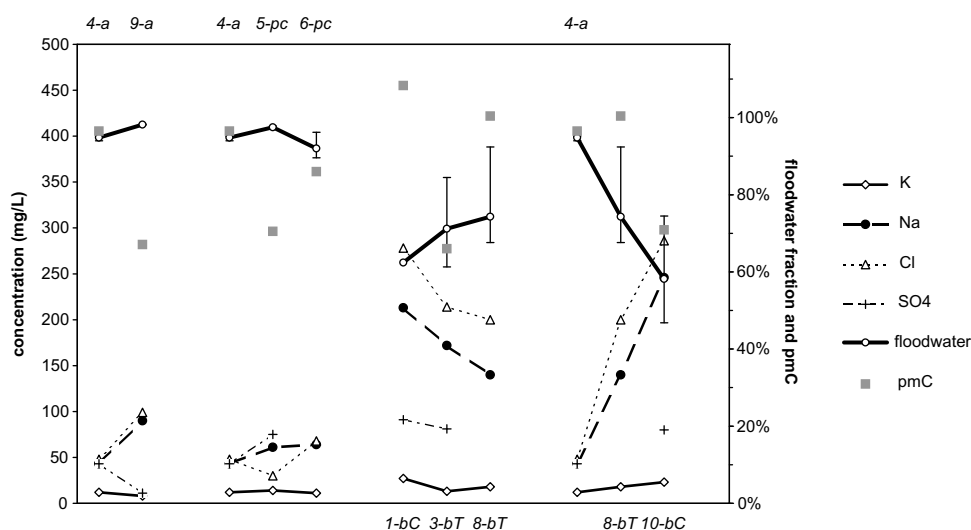 4-a 9-a 4-a 5-pc 6-pc 4-a
500
450
400
350
300
250
200
150
100
50
0
concentration (mg/L)
100%
80%
60%
40%
20%
0%
floodwater fraction and pmC
1-bC 3-bT 8-bT 8-bT 10-bC
K
Na
Cl
SO4
floodwater
pmC